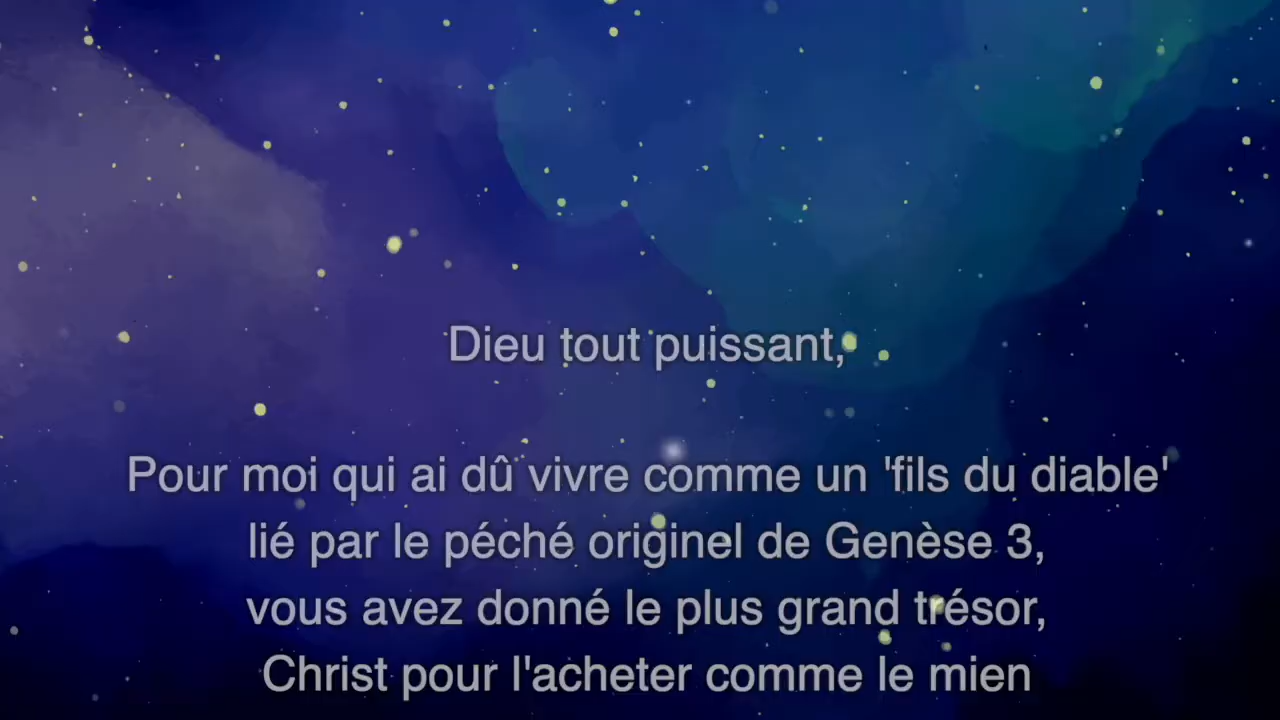 Dieu tout puissant,
Pour moi qui ai dû vivre comme un 'fils du diable'
lié par le péché originel de Genèse 3,
vous avez donné le plus grand trésor,
Christ pour l'acheter comme le mien